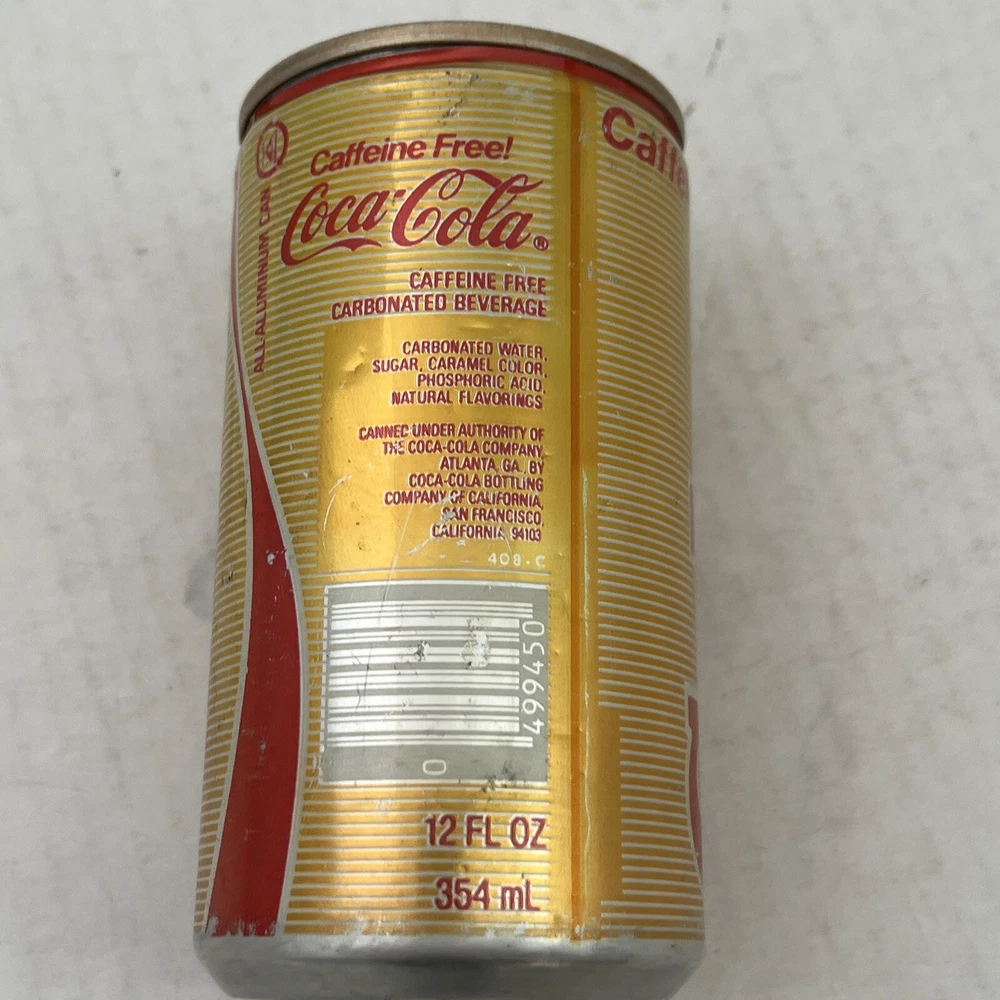 Caffeine Free!
Coca-Cola®
CAFFEINE FREE
CARBONATED BEVERAGE
CARBONATED WATER,
SUGAR, CARAMEL COLOR,
PHOSPHORIC ACID,
NATURAL FLAVORINGS
CANNED UNDER AUTHORITY OF
THE COCA-COLA COMPANY,
ATLANTA, GA., BY
COCA-COLA BOTTLING
COMPANY OF CALIFORNIA,
SAN FRANCISCO,
CALIFORNIA 94103
408-C
0 499450
12 FL OZ
354 mL
ALL ALUMINUM CAN
Caffe